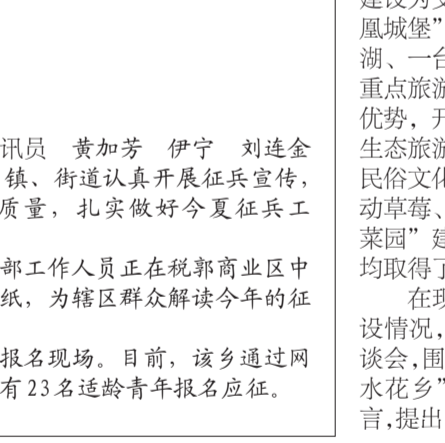 讯员 黄加芳 伊宁 刘连金
镇、街道认真开展征兵宣传，
质量，扎实做好今夏征兵工
部工作人员正在税郭商业区中
纸，为辖区群众解读今年的征
报名现场。目前，该乡通过网
有23名适龄青年报名应征。
凰城堡”
湖、一台
重点旅游
优势，开
生态旅游
民俗文化
动草莓、
菜园”建
均取得了
在现
设情况，
谈会，围
水花乡”
言，提出